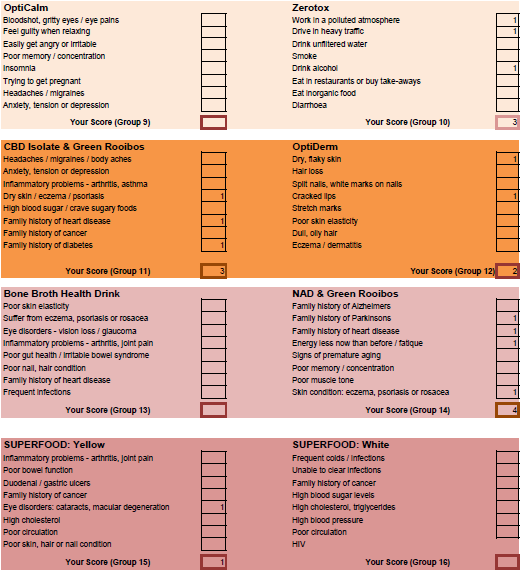 OptiCalm
Bloodshot, gritty eyes / eye pains
Feel guilty when relaxing
Easily get angry or irritable
Poor memory / concentration
Insomnia
Trying to get pregnant
Headaches / migraines
Anxiety, tension or depression
Your Score (Group 9)
Zerotox
Work in a polluted atmosphere 1
Drive in heavy traffic 1
Drink unfiltered water
Smoke
Drink alcohol 1
Eat in restaurants or buy take-aways
Eat inorganic food
Diarrhoea
Your Score (Group 10) 3
CBD Isolate & Green Rooibos
Headaches / migraines / body aches
Anxiety, tension or depression
Inflammatory problems - arthritis, asthma
Dry skin / eczema / psoriasis 1
High blood sugar / crave sugary foods
Family history of heart disease 1
Family history of cancer
Family history of diabetes 1
Your Score (Group 11) 3
OptiDerm
Dry, flaky skin 1
Hair loss
Split nails, white marks on nails
Cracked lips 1
Stretch marks
Poor skin elasticity
Dull, oily hair
Eczema / dermatitis
Your Score (Group 12) 2
Bone Broth Health Drink
Poor skin elasticity
Suffer from eczema, psoriasis or rosacea
Eye disorders - vision loss / glaucoma
Inflammatory problems - arthritis, joint pain
Poor gut health / irritable bowel syndrome
Poor nail, hair condition
Family history of heart disease
Frequent infections
Your Score (Group 13)
NAD & Green Rooibos
Family history of Alzheimers
Family history of Parkinsons 1
Family history of heart disease 1
Energy less now than before / fatigue 1
Signs of premature aging
Poor memory / concentration
Poor muscle tone
Skin condition: eczema, psoriasis or rosacea 1
Your Score (Group 14) 4
SUPERFOOD: Yellow
Inflammatory problems - arthritis, joint pain
Poor bowel function
Duodenal / gastric ulcers
Family history of cancer
Eye disorders: cataracts, macular degeneration 1
High cholesterol
Poor circulation
Poor skin, hair or nail condition
Your Score (Group 15) 1
SUPERFOOD: White
Frequent colds / infections
Unable to clear infections
Family history of cancer
High blood sugar levels
High cholesterol, triglycerides
High blood pressure
Poor circulation
HIV
Your Score (Group 16)